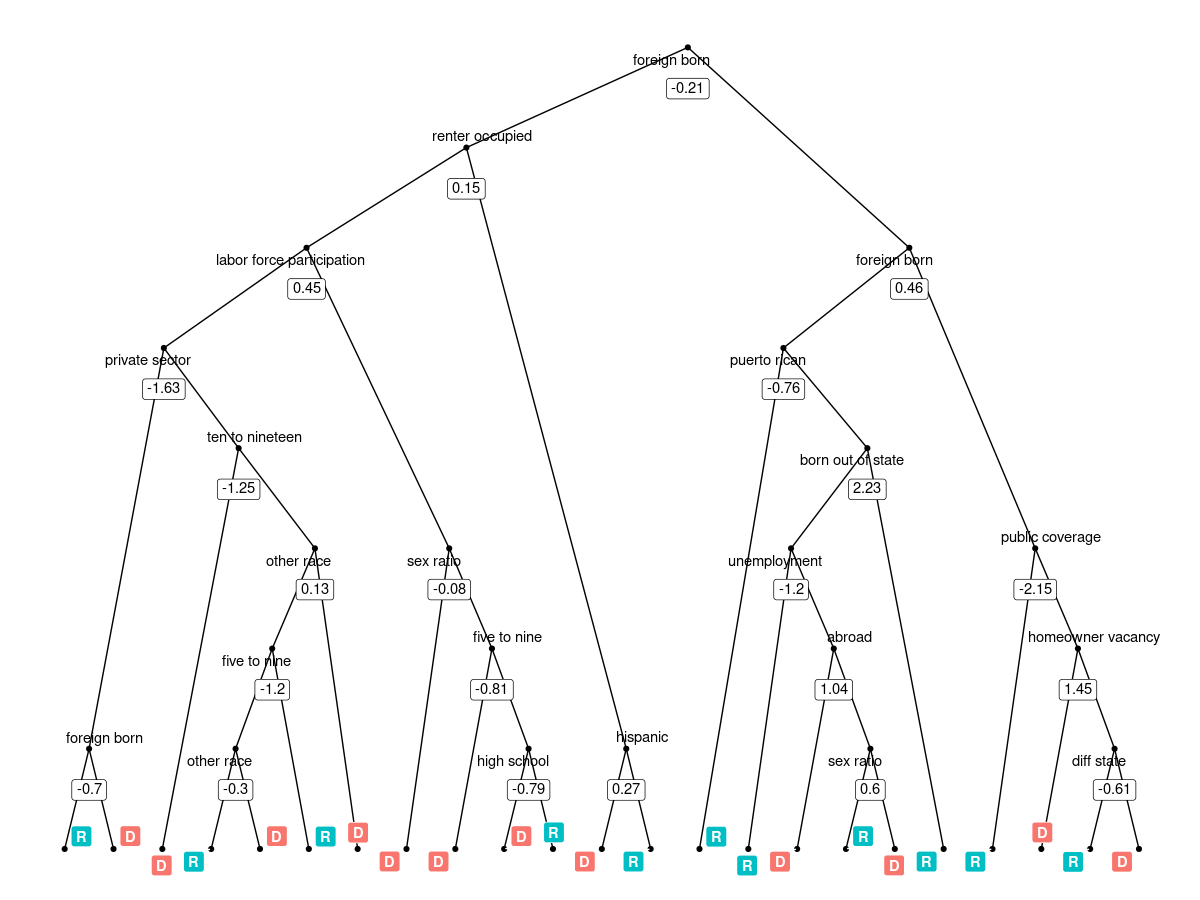 foreign born
-0.21
renter occupied
0.15
labor force participation
foreign born
0.45
0.46
private sector
puerto rican
-1.63
-0.76
ten to nineteen
born out of state
-1.25
2.23
public coverage
other race
sex ratio
unemployment
0.13
-0.08
-1.2
-2.15
five to nine
abroad
homeowner vacancy
five to nine
-1.2
-0.81
1.04
1.45
foreign born
hispanic
other race
high school
sex ratio
diff state
-0.7
-0.3
-0.79
0.27
0.6
-0.61
R D D R D R D D D D R D R R R D R D R R D R D